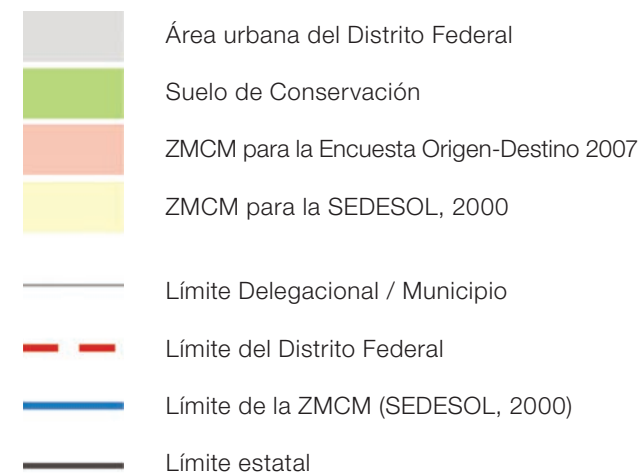 Área urbana del Distrito Federal
Suelo de Conservación
ZMCM para la Encuesta Origen-Destino 2007
ZMCM para la SEDESOL, 2000
Límite Delegacional / Municipio
Límite del Distrito Federal
Límite de la ZMCM (SEDESOL, 2000)
Límite estatal